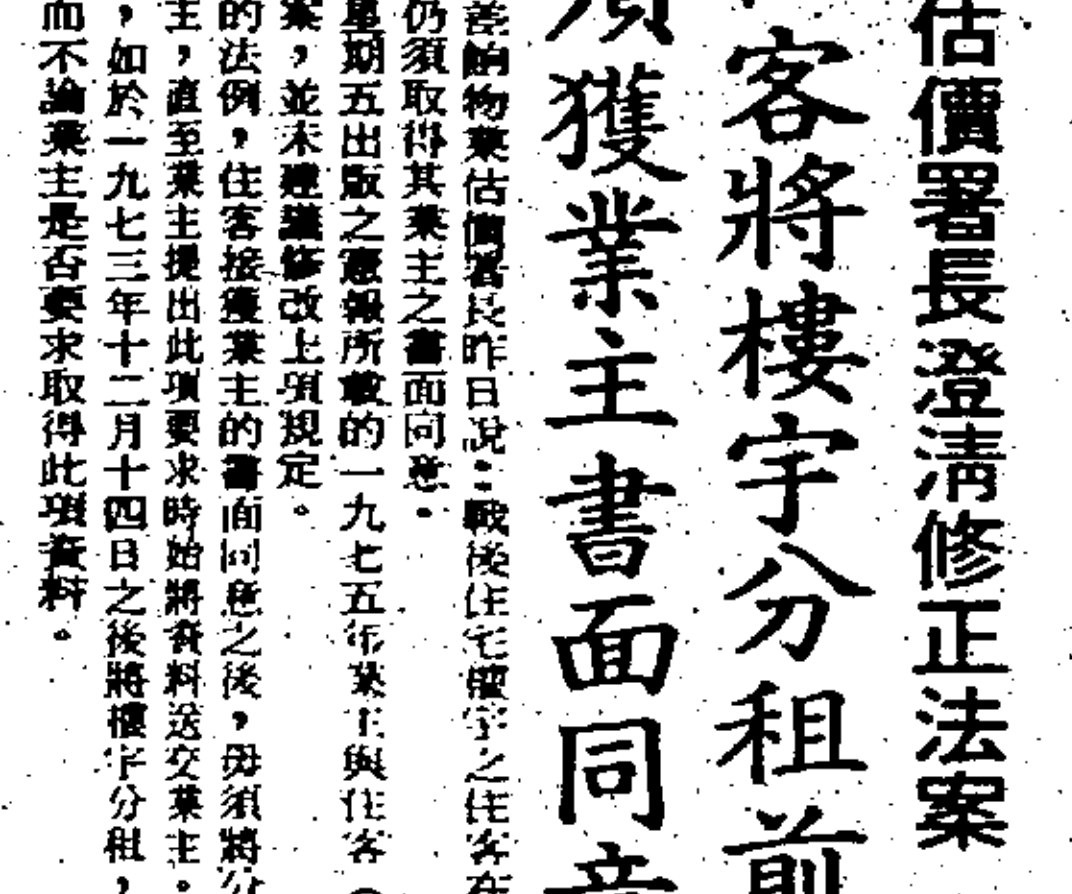 估價署長澄淸修正法案
客將樓宇分租前
須獲業主書面同意
物業估價署長昨日說：戰後住宅樓宇之住客在
仍須取得其業主之書面同意。
星期五出版之憲報所載的一九七五年業主與住客（
案，並未建議修改上項規定。
的法例，住客接獲業主的書面同意之後，毋須將分
主，直至業主提出此項要求時始將資料送交業主。
，如於一九七三年十二月十四日之後將樓宇分租，
而不論業主是否要求取得此項資料。